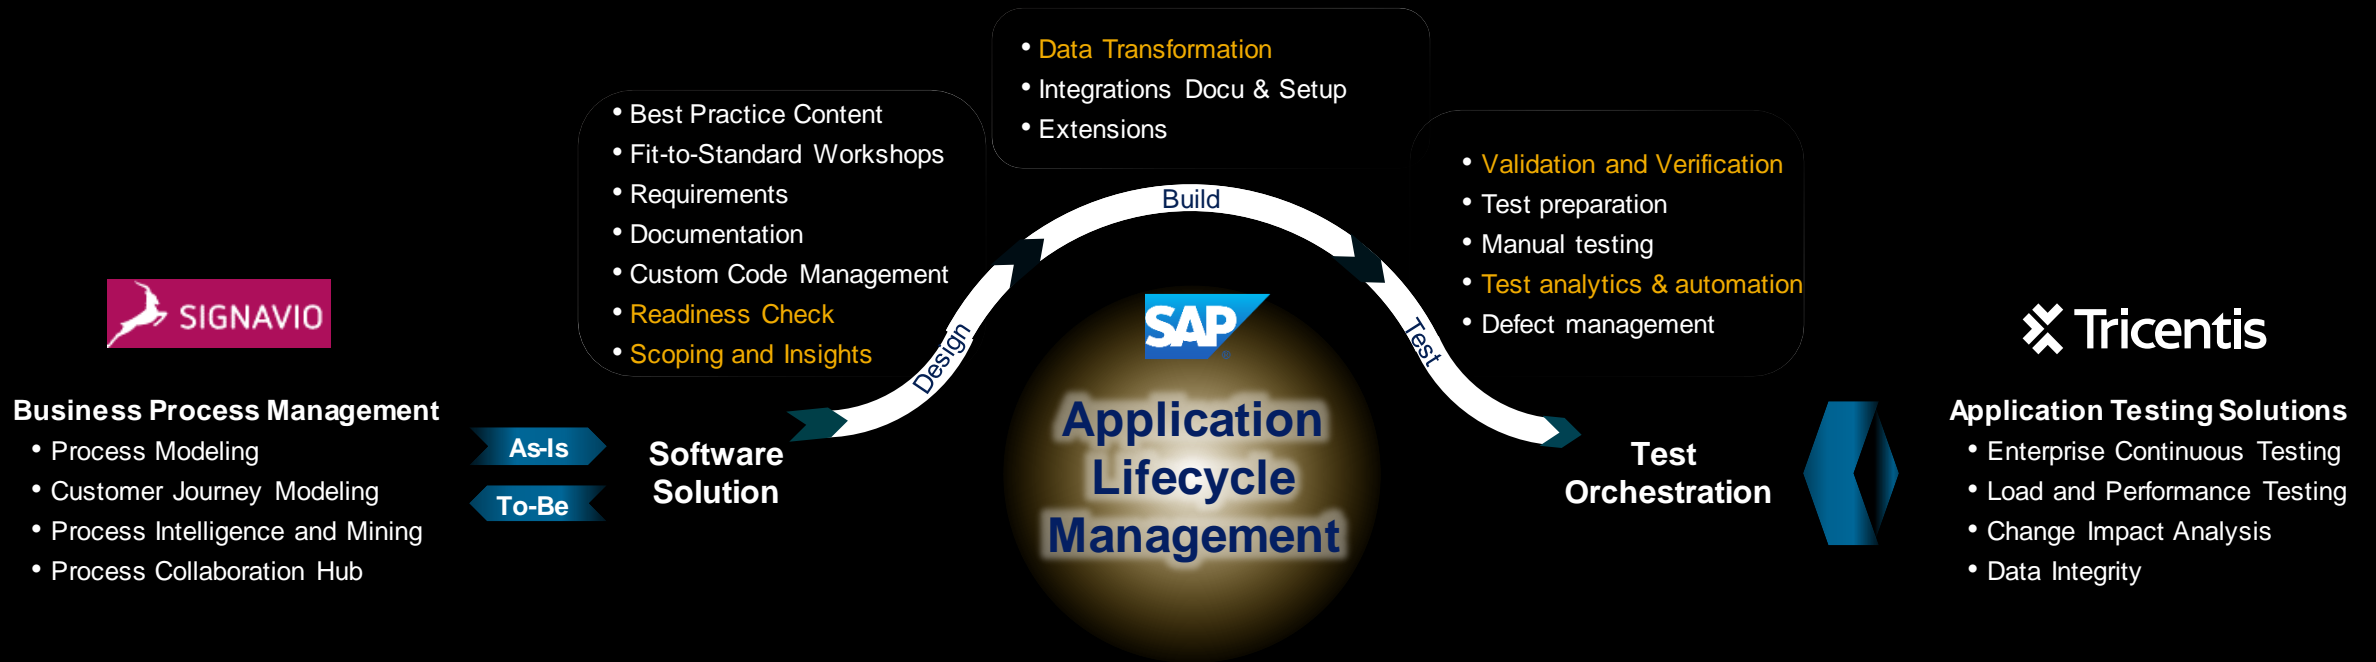 SIGNAVIO
Business Process Management
• Process Modeling
• Customer Journey Modeling
• Process Intelligence and Mining
• Process Collaboration Hub
As-Is
To-Be
Software
Solution
• Best Practice Content
• Fit-to-Standard Workshops
• Requirements
• Documentation
• Custom Code Management
• Readiness Check
• Scoping and Insights
Design
• Data Transformation
• Integrations Docu & Setup
• Extensions
Build
SAP
®
Application
Lifecycle
Management
• Validation and Verification
• Test preparation
• Manual testing
• Test analytics & automation
• Defect management
Test
Test
Orchestration
Tricentis
Application Testing Solutions
• Enterprise Continuous Testing
• Load and Performance Testing
• Change Impact Analysis
• Data Integrity